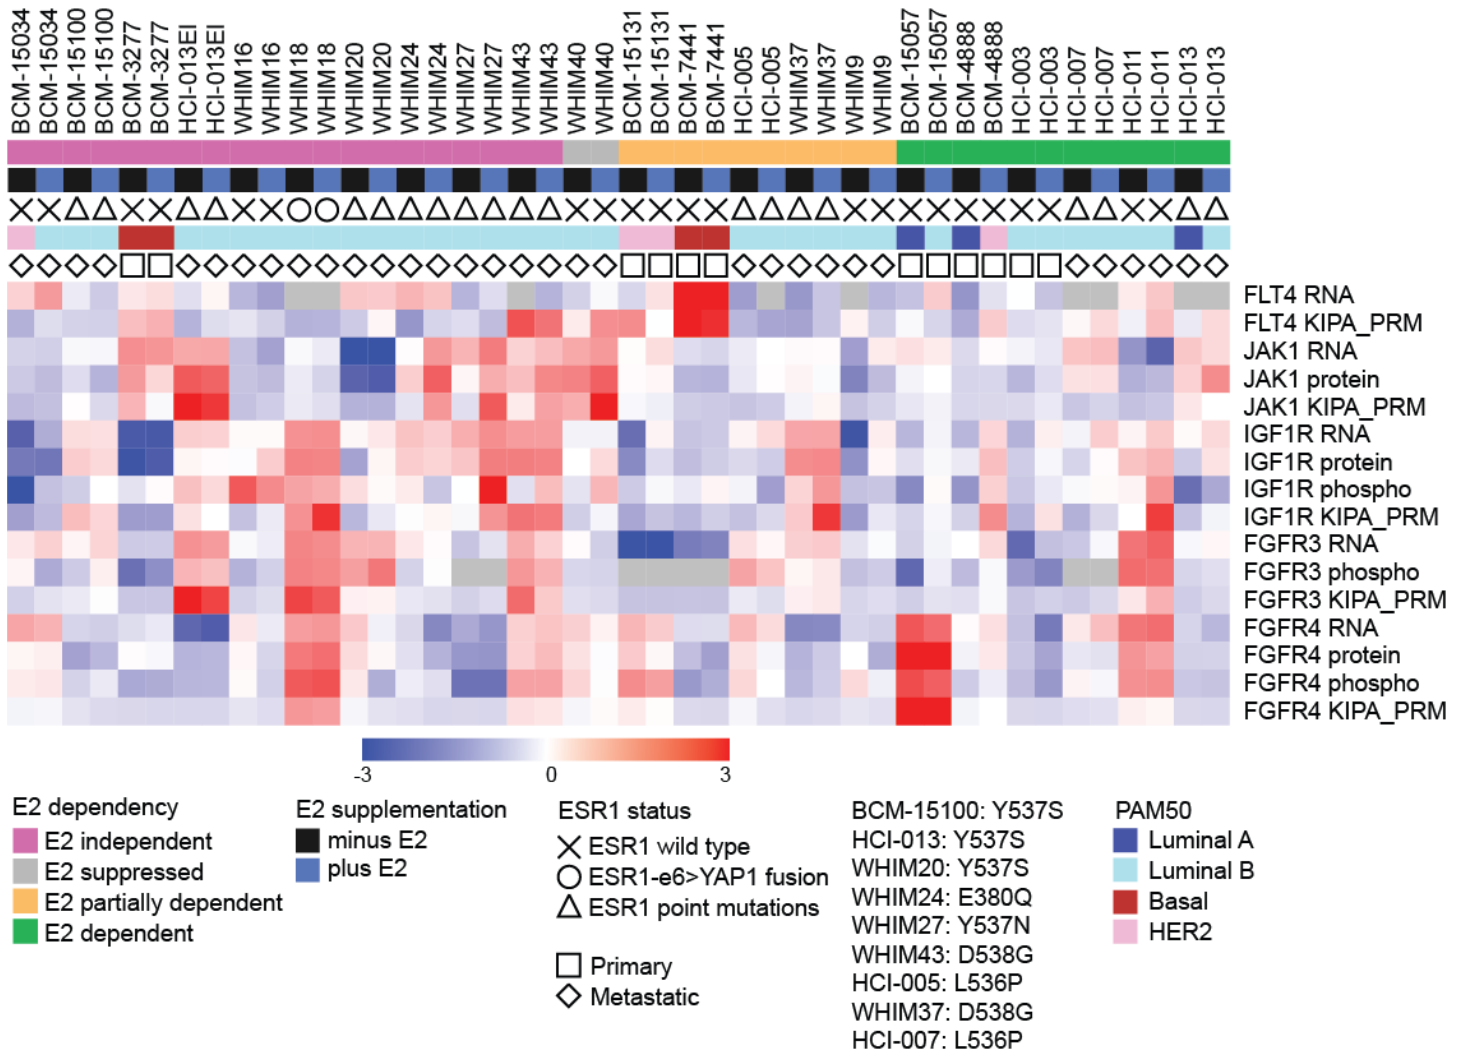 BCM-15034
BCM-15034
BCM-15100
BCM-15100
BCM-3277
BCM-3277
HCI-013EI
HCI-013EI
WHIM16
WHIM16
WHIM18
WHIM18
WHIM20
WHIM20
WHIM24
WHIM24
WHIM27
WHIM27
WHIM43
WHIM43
WHIM40
WHIM40
BCM-15131
BCM-15131
BCM-7441
BCM-7441
HCI-005
HCI-005
WHIM37
WHIM37
WHIM9
WHIM9
BCM-15057
BCM-15057
BCM-4888
BCM-4888
HCI-003
HCI-003
HCI-007
HCI-007
HCI-011
HCI-011
HCI-013
HCI-013
FLT4 RNA
FLT4 KIPA_PRM
JAK1 RNA
JAK1 protein
JAK1 KIPA_PRM
IGF1R RNA
IGF1R protein
IGF1R phospho
IGF1R KIPA_PRM
FGFR3 RNA
FGFR3 phospho
FGFR3 KIPA_PRM
FGFR4 RNA
FGFR4 protein
FGFR4 phospho
FGFR4 KIPA_PRM
-3 0 3
E2 dependency
E2 independent
E2 suppressed
E2 partially dependent
E2 dependent
E2 supplementation
minus E2
plus E2
ESR1 status
ESR1 wild type
ESR1-e6>YAP1 fusion
ESR1 point mutations
Primary
Metastatic
BCM-15100: Y537S
HCI-013: Y537S
WHIM20: Y537S
WHIM24: E380Q
WHIM27: Y537N
WHIM43: D538G
HCI-005: L536P
WHIM37: D538G
HCI-007: L536P
PAM50
Luminal A
Luminal B
Basal
HER2